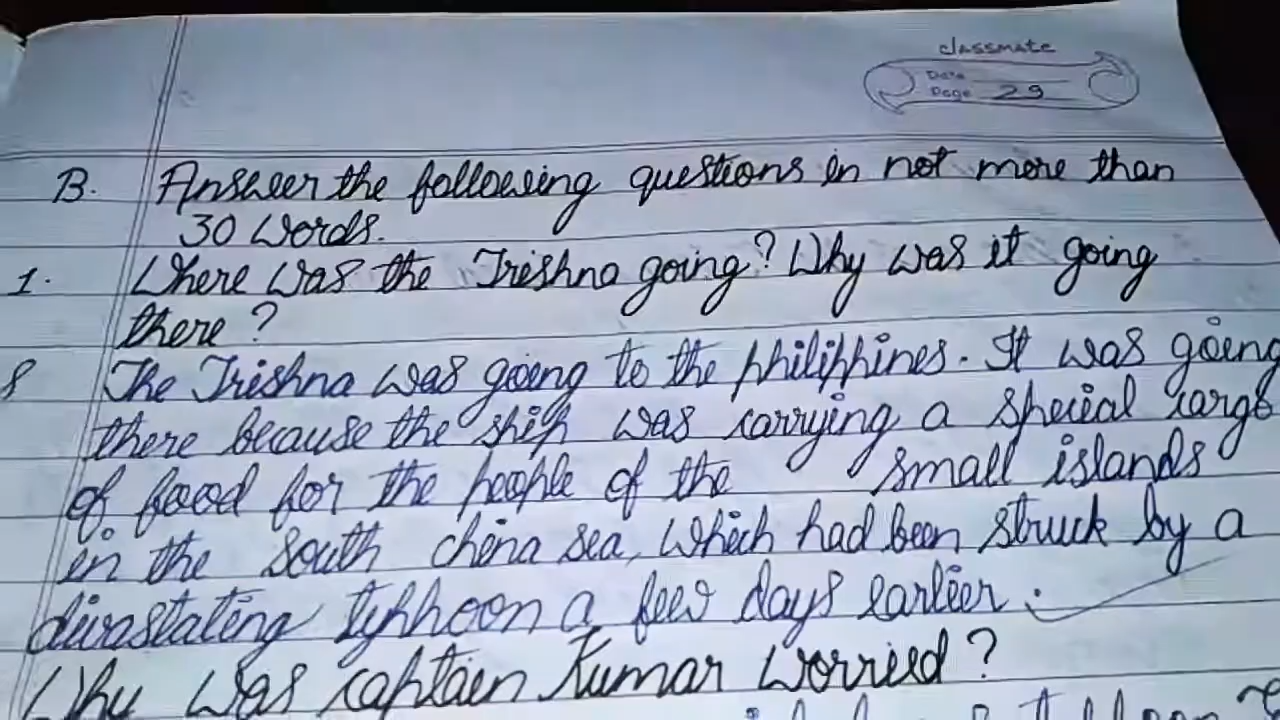 classmate
Date
Page 29
B. Answer the following questions in not more than
30 words.
1. Where was the Trishna going? Why was it going
there?
The Trishna was going to the philippines. It was going
there because the ship was carrying a special cargo
of food for the people of the small islands
in the south china sea, which had been struck by a
divastating typhoon a few days earlier.
Why was captain Kumar worried?